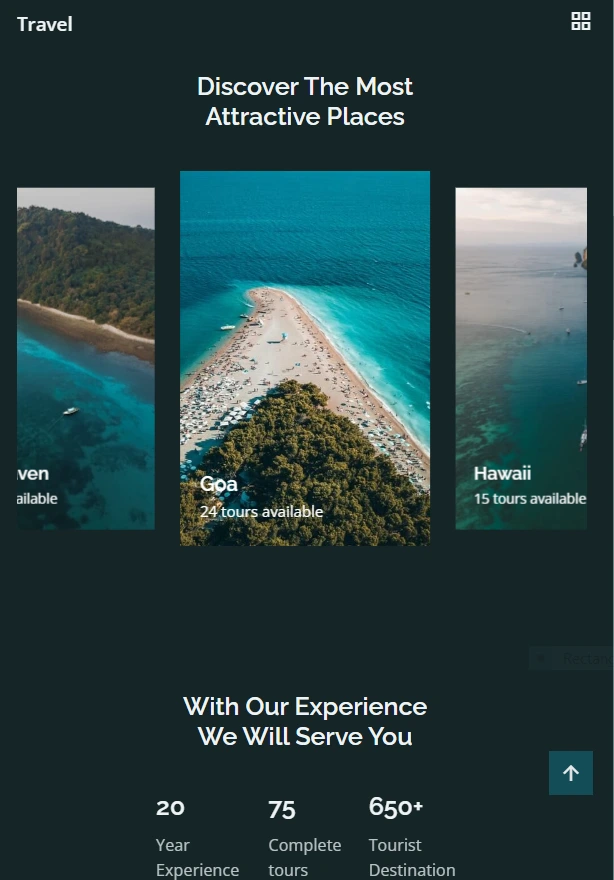 Travel
Discover The Most
Attractive Places
ven
ailable
Goa
24 tours available
Hawaii
15 tours available
With Our Experience
We Will Serve You
20
75
650+
Year
Experience
Complete
tours
Tourist
Destination